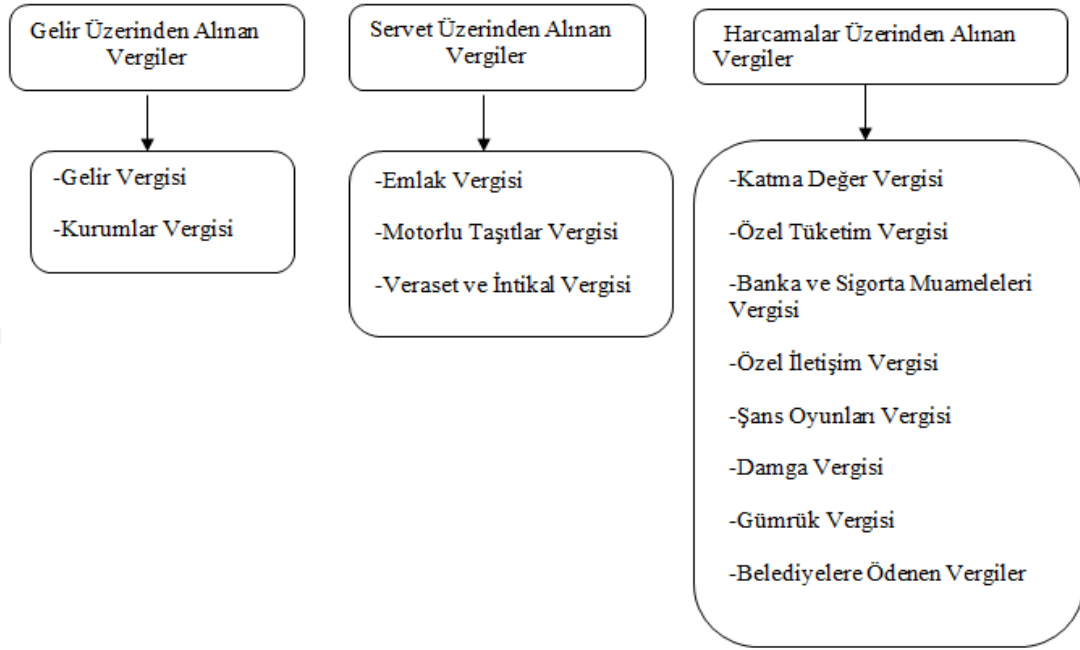 Gelir Üzerinden Alınan
Vergiler
-Gelir Vergisi
-Kurumlar Vergisi
Servet Üzerinden Alınan
Vergiler
-Emlak Vergisi
-Motorlu Taşıtlar Vergisi
-Veraset ve İntikal Vergisi
Harcamalar Üzerinden Alınan
Vergiler
-Katma Değer Vergisi
-Özel Tüketim Vergisi
-Banka ve Sigorta Muameleleri
Vergisi
-Özel İletişim Vergisi
-Şans Oyunları Vergisi
-Damga Vergisi
-Gümrük Vergisi
-Belediyelere Ödenen Vergiler